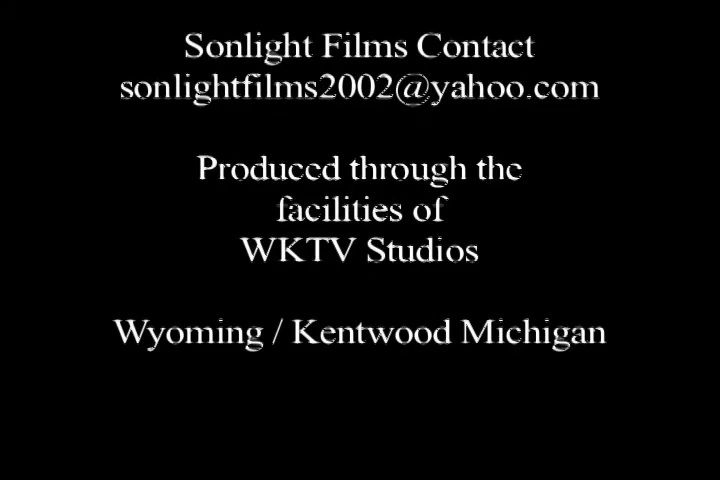 Sonlight Films Contact
sonlightfilms2002@yahoo.com
Produced through the
facilities of
WKTV Studios
Wyoming / Kentwood Michigan